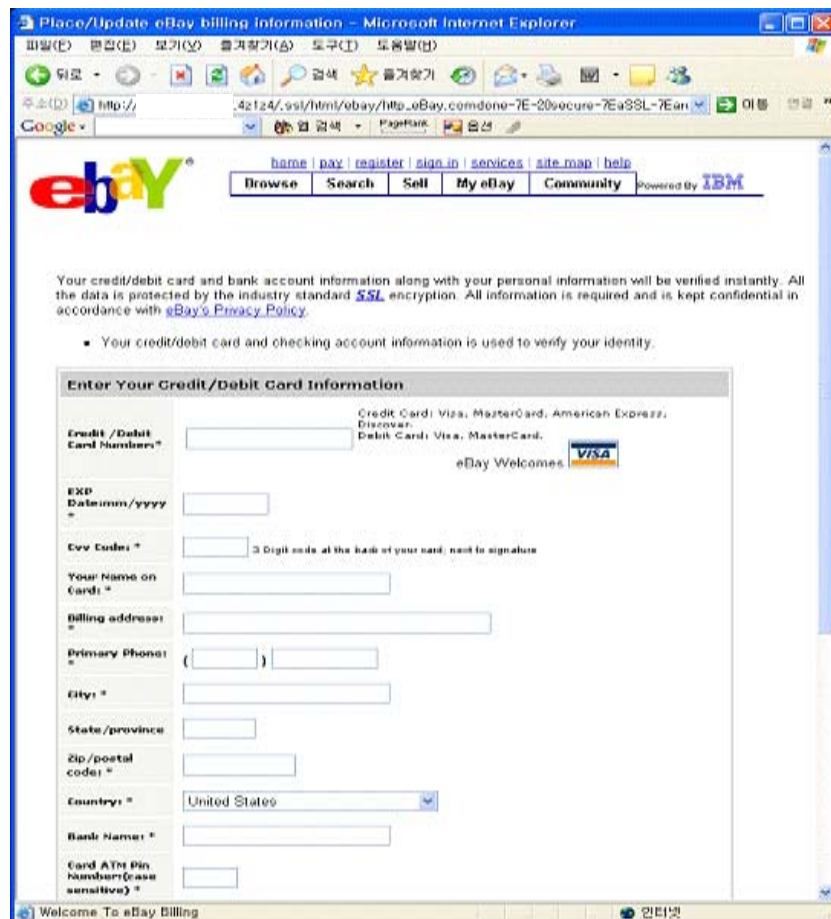 Place/Update eBay billing information - Microsoft Internet Explorer
파일(F) 편집(E) 보기(V) 즐겨찾기(A) 도구(T) 도움말(H)
뒤로 검색 즐겨찾기
주소(D) http:// .42124/.ssl/html/ebay/http_eBay.comdone-7E-20secure-7EaSSL-7Ean 이동 연결 »
Google 웹 검색 PageRank 옵션
ebaY®
home | pay | register | sign in | services | site map | help
Browse Search Sell My eBay Community Powered By IBM
Your credit/debit card and bank account information along with your personal information will be verified instantly. All
the data is protected by the industry standard SSL encryption. All information is required and is kept confidential in
accordance with eBay's Privacy Policy.
▪ Your credit/debit card and checking account information is used to verify your identity.
Enter Your Credit/Debit Card Information
Credit /Debit
Card Number:*
Credit Card: Visa, MasterCard, American Express,
Discover.
Debit Card: Visa, MasterCard.
eBay Welcomes VISA
EXP
Date:mm/yyyy
*
Cvv Code: * 3 Digit code at the back of your card, next to signature
Your Name on
Card: *
Billing address:
*
Primary Phone:
*
( )
City: *
State/province
Zip/postal
code: *
Country: * United States
Bank Name: *
Card ATM Pin
Number:(case
sensitive) *
Welcome To eBay Billing 인터넷